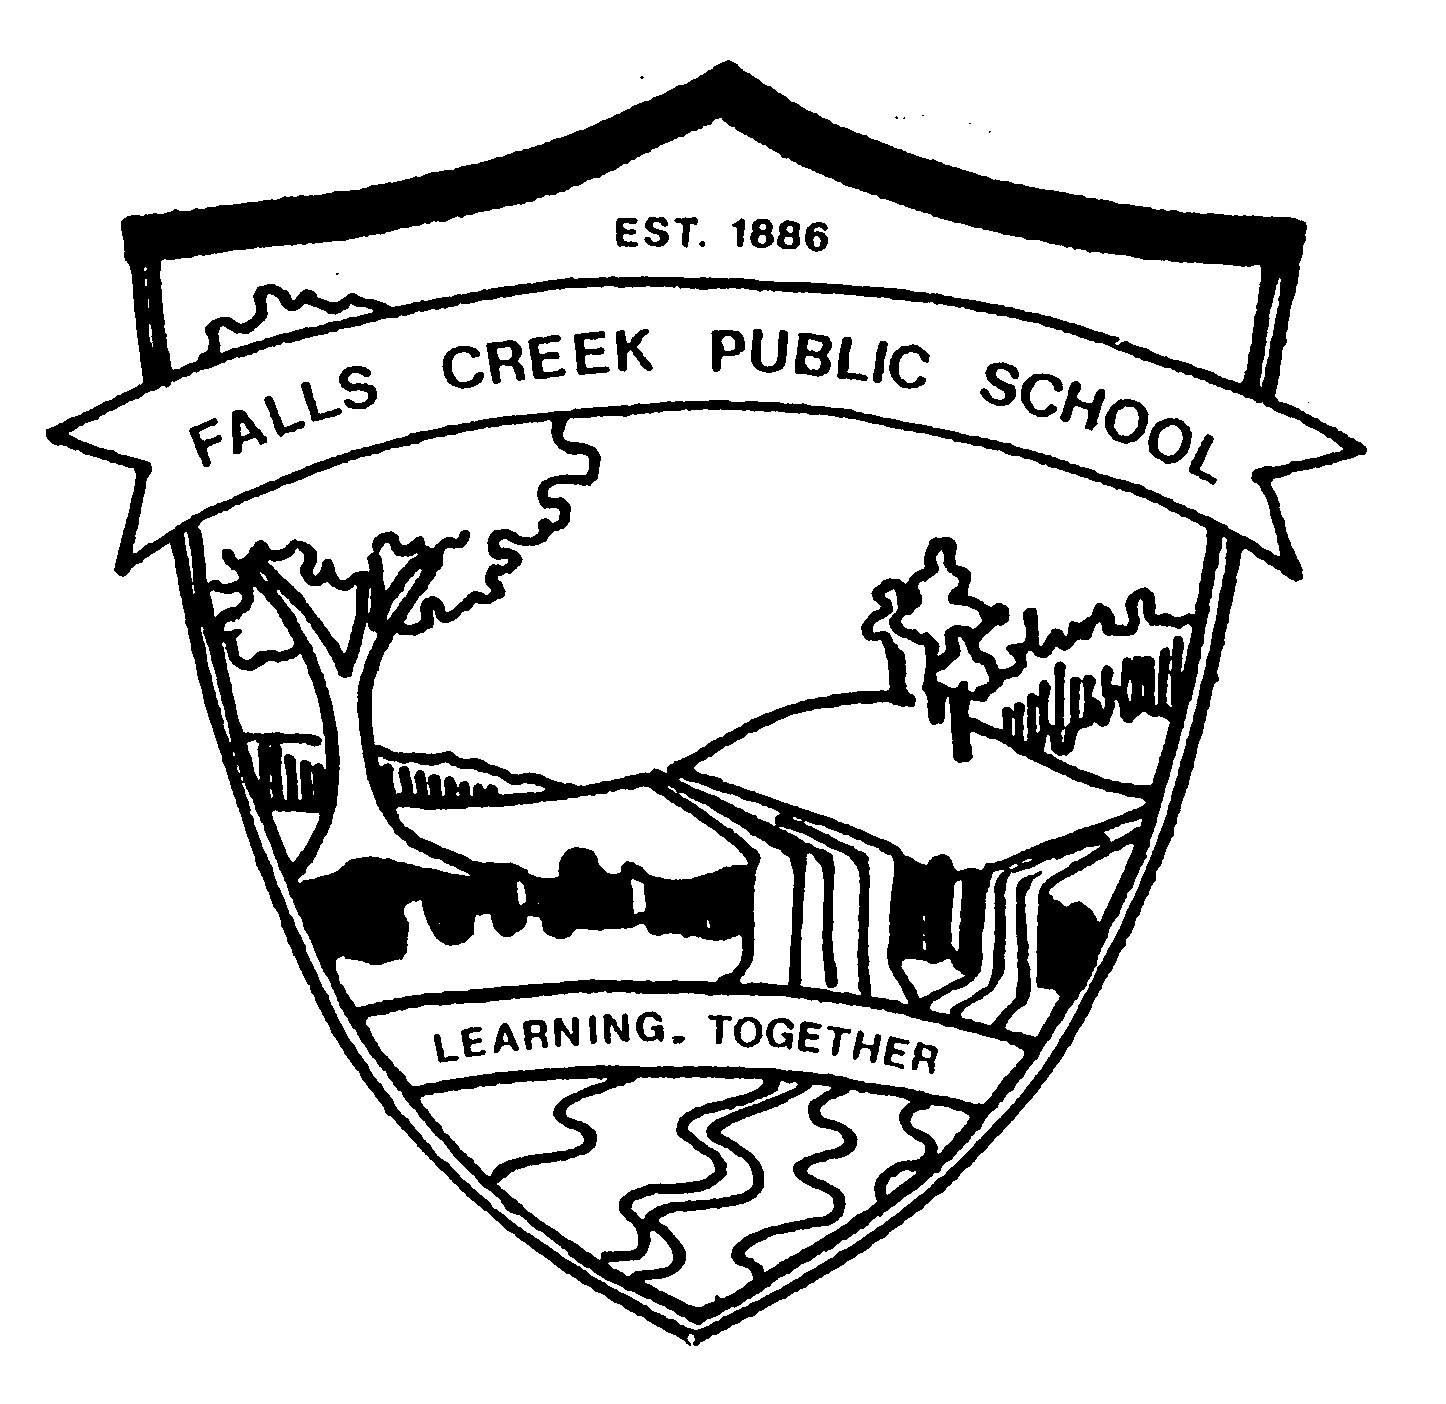 EST. 1886
FALLS CREEK PUBLIC SCHOOL
LEARNING. TOGETHER